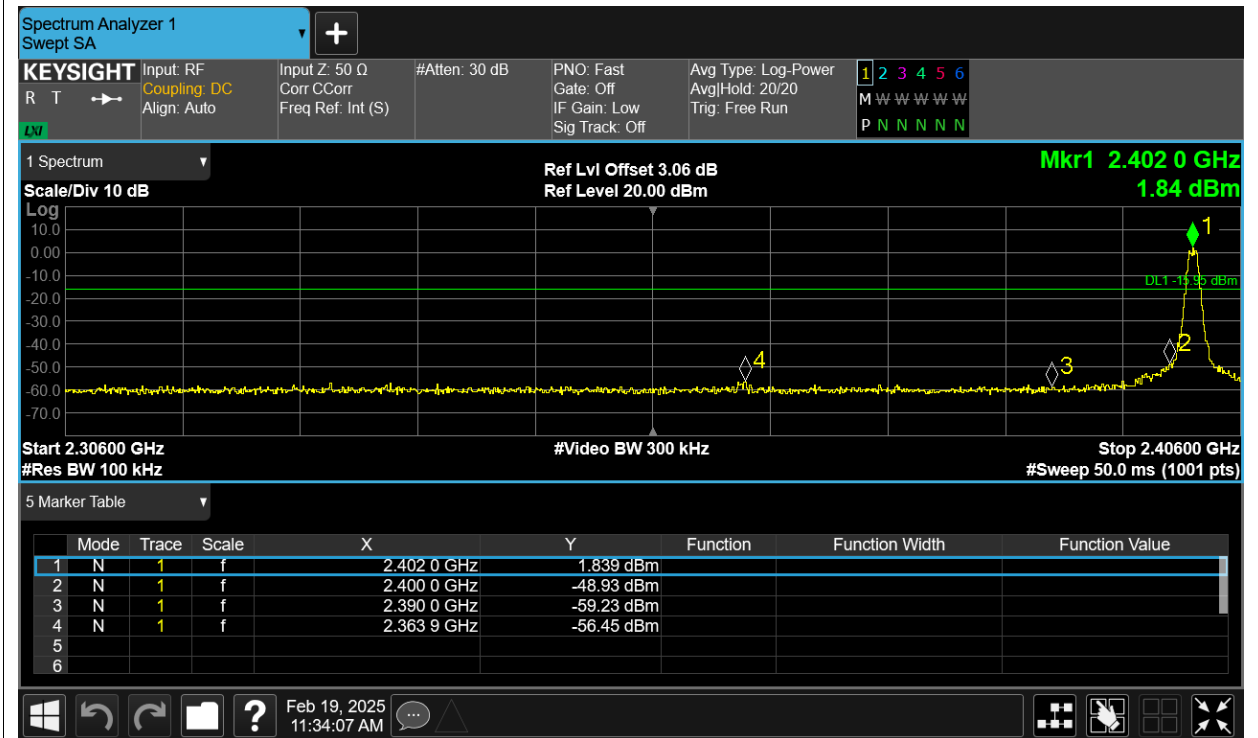 Spectrum Analyzer 1
Swept SA
KEYSIGHT
R T
LXI
Input: RF
Coupling: DC
Align: Auto
Input Z: 50 Ω
Corr CCorr
Freq Ref: Int (S)
#Atten: 30 dB
PNO: Fast
Gate: Off
IF Gain: Low
Sig Track: Off
Avg Type: Log-Power
Avg|Hold: 20/20
Trig: Free Run
1 2 3 4 5 6
M W W W W W
P N N N N N
1 Spectrum
Scale/Div 10 dB
Ref Lvl Offset 3.06 dB
Ref Level 20.00 dBm
Mkr1 2.402 0 GHz
1.84 dBm
Log
10.0
0.00
-10.0
-20.0
-30.0
-40.0
-50.0
-60.0
-70.0
1
DL1 -15.95 dBm
2
3
4
Start 2.30600 GHz
#Video BW 300 kHz
Stop 2.40600 GHz
#Res BW 100 kHz
#Sweep 50.0 ms (1001 pts)
5 Marker Table
Mode Trace Scale X Y Function Function Width Function Value
1 N 1 f 2.402 0 GHz 1.839 dBm
2 N 1 f 2.400 0 GHz -48.93 dBm
3 N 1 f 2.390 0 GHz -59.23 dBm
4 N 1 f 2.363 9 GHz -56.45 dBm
5
6
?
Feb 19, 2025
11:34:07 AM